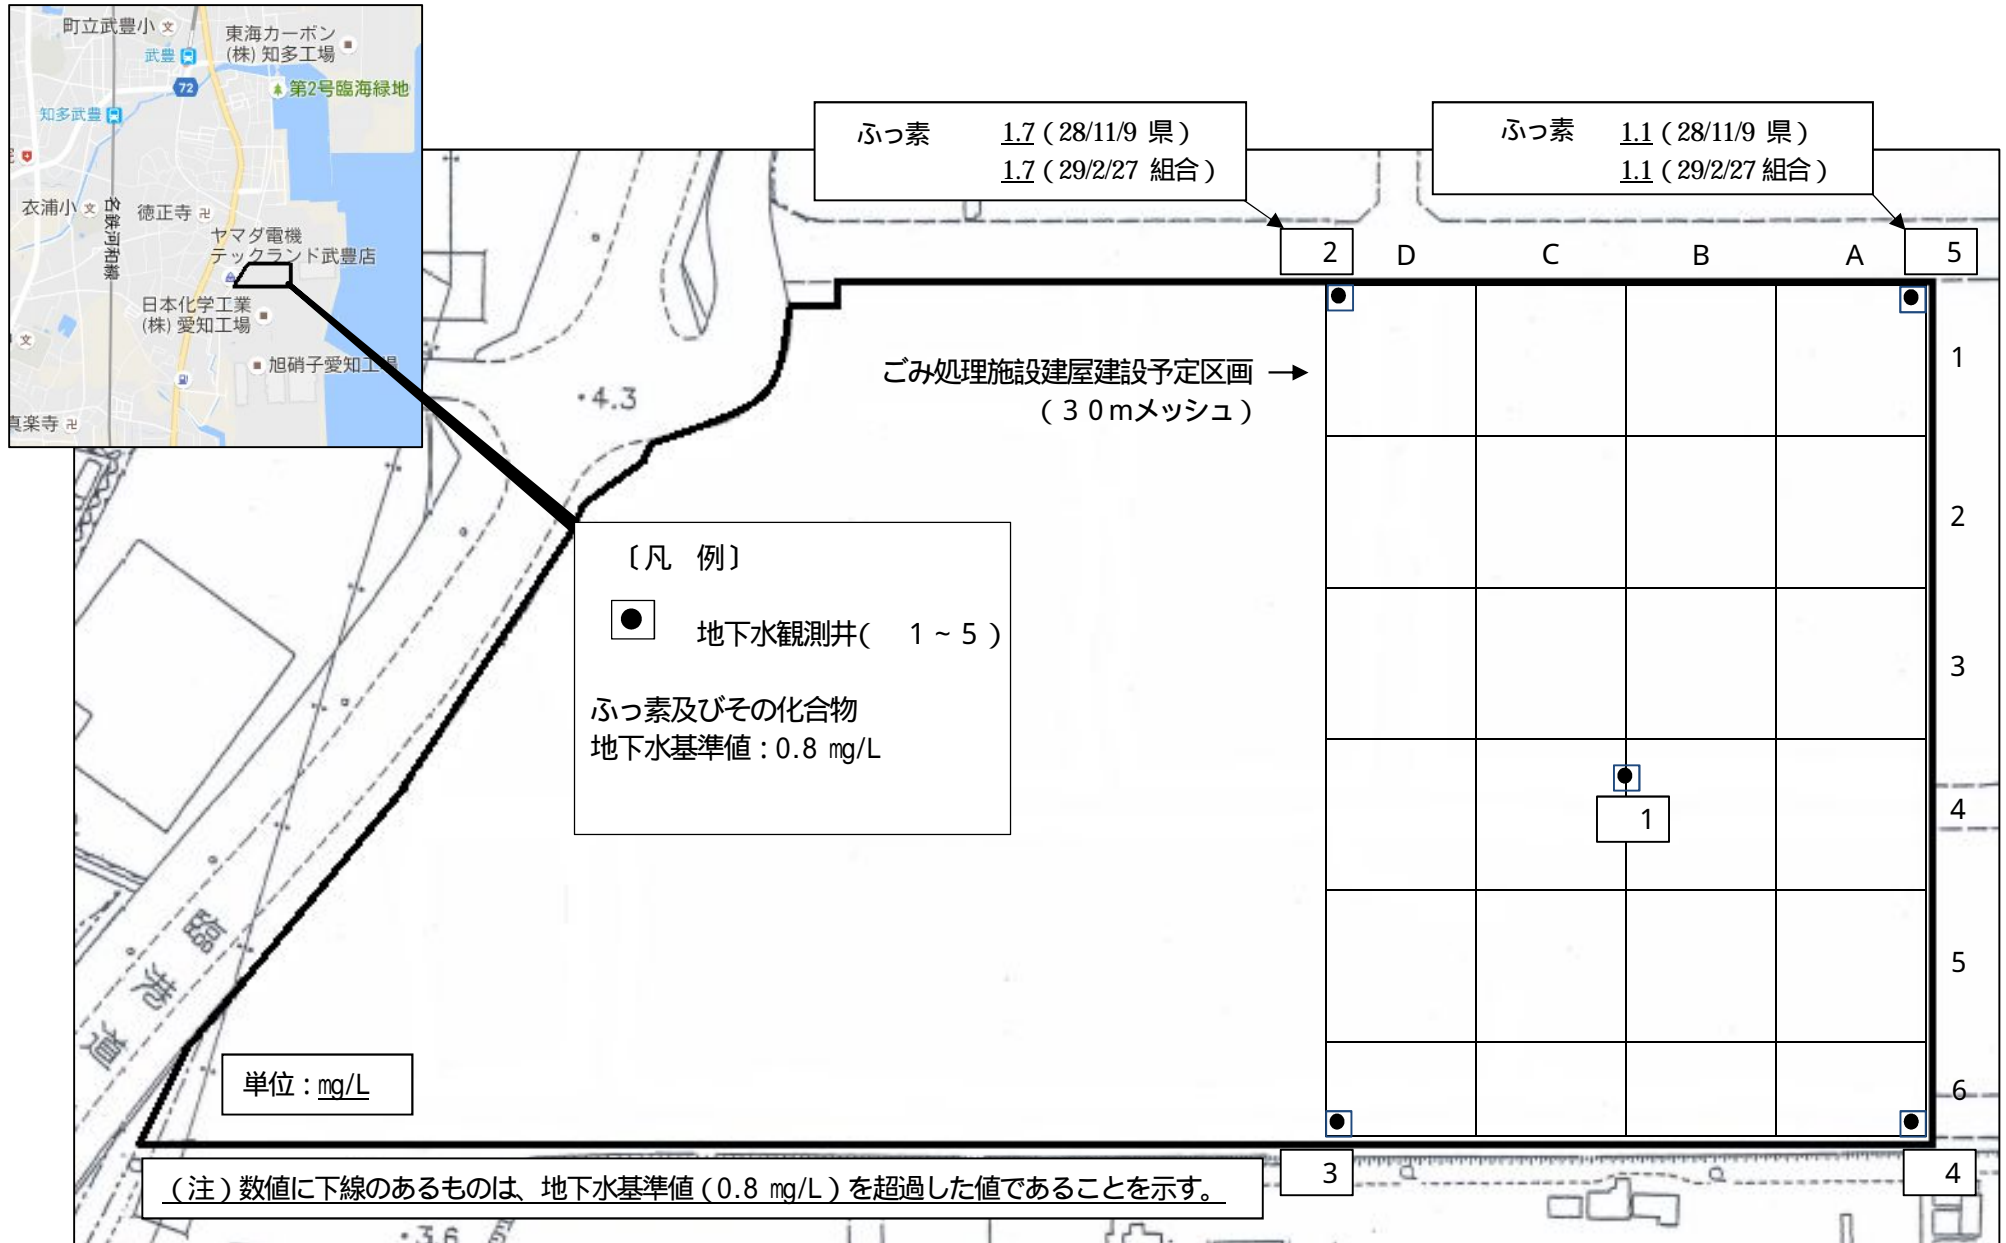 町立武豊小
東海カーボン
(株) 知多工場
武豊
72
第2号臨海緑地
知多武豊
衣浦小
徳正寺
名鉄河和線
ヤマダ電機
テックランド武豊店
日本化学工業
(株) 愛知工場
旭硝子愛知工場
真楽寺
ふっ素 1.7 ( 28/11/9 県 )
1.7 ( 29/2/27 組合 )
ふっ素 1.1 ( 28/11/9 県 )
1.1 ( 29/2/27 組合 )
2 D C B A 5
ごみ処理施設建屋建設予定区画 →
( 3 0 mメッシュ )
・4.3
1
2
3
4
5
6
〔凡 例〕
地下水観測井( 1 ~ 5 )
ふっ素及びその化合物
地下水基準値 : 0.8 mg/L
1
臨
港
単位 : mg/L
3
4
( 注 ) 数値に下線のあるものは、地下水基準値 ( 0.8 mg/L ) を超過した値であることを示す。
・3.6